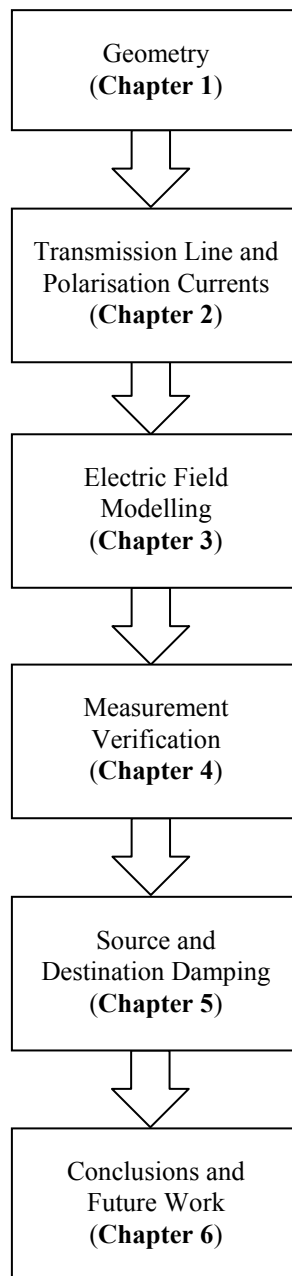 Geometry
(Chapter 1)
Transmission Line and
Polarisation Currents
(Chapter 2)
Electric Field
Modelling
(Chapter 3)
Measurement
Verification
(Chapter 4)
Source and
Destination Damping
(Chapter 5)
Conclusions and
Future Work
(Chapter 6)